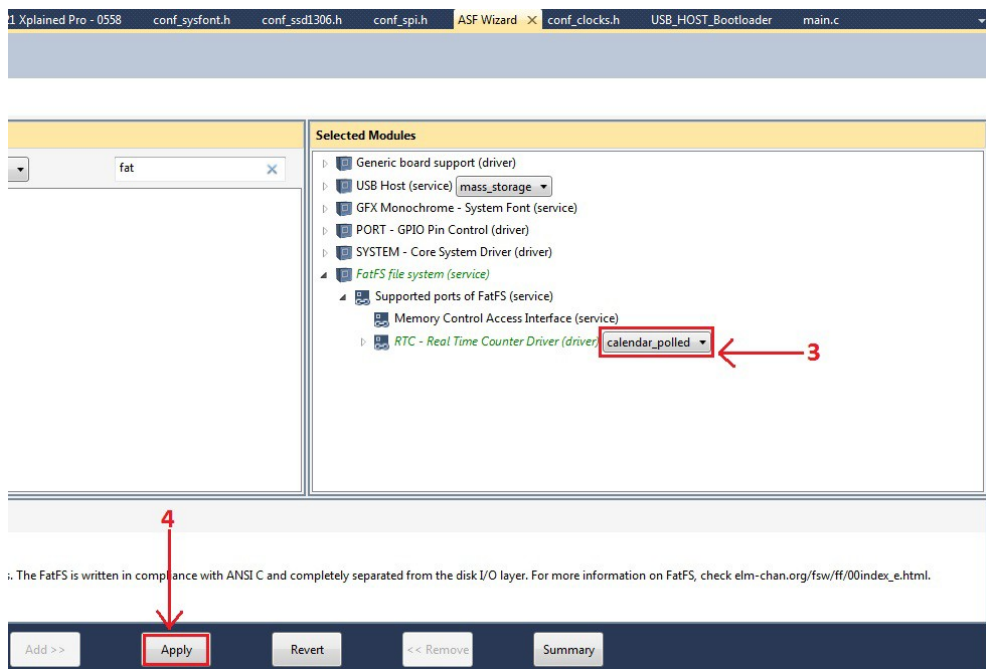 21 Xplained Pro - 0558 conf_sysfont.h conf_ssd1306.h conf_spi.h ASF Wizard conf_clocks.h USB_HOST_Bootloader main.c
Selected Modules
fat
Generic board support (driver)
USB Host (service) mass_storage
GFX Monochrome - System Font (service)
PORT - GPIO Pin Control (driver)
SYSTEM - Core System Driver (driver)
FatFS file system (service)
Supported ports of FatFS (service)
Memory Control Access Interface (service)
RTC - Real Time Counter Driver (driver) calendar_polled
3
4
s. The FatFS is written in compliance with ANSI C and completely separated from the disk I/O layer. For more information on FatFS, check elm-chan.org/fsw/ff/00index_e.html.
Add >> Apply Revert << Remove Summary